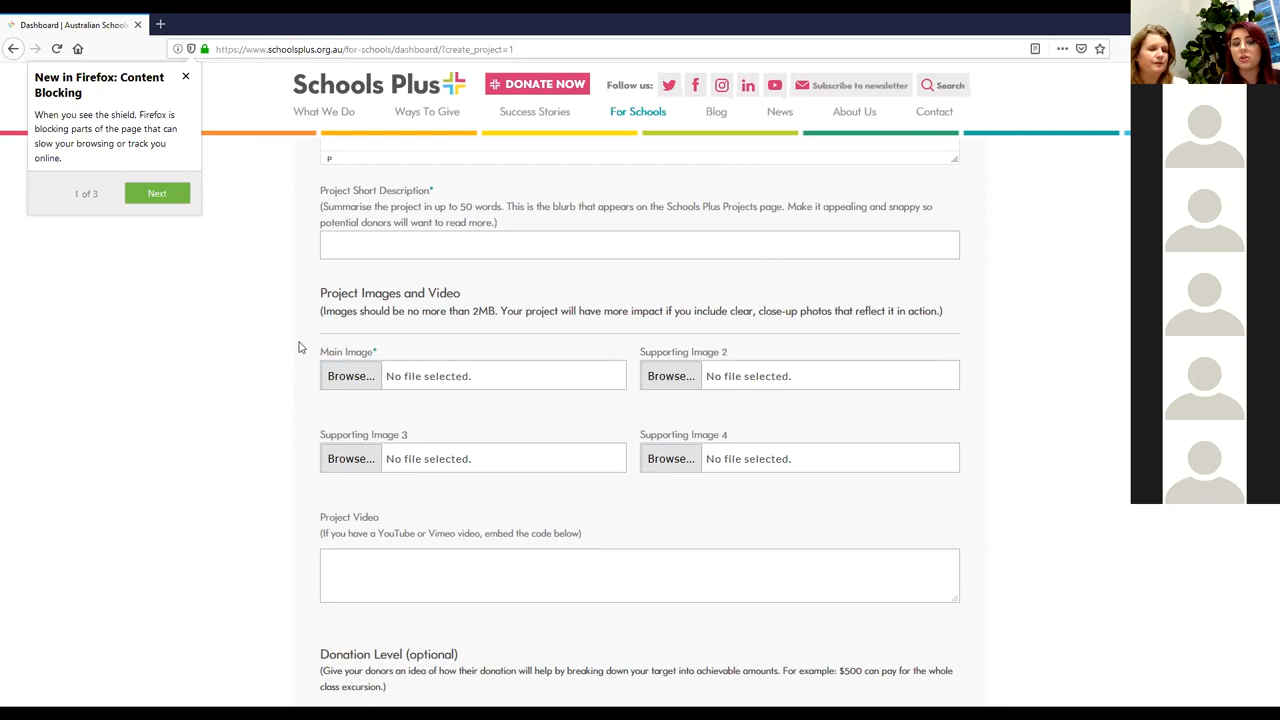 Dashboard | Australian Schools
https://www.schoolsplus.org.au/for-schools/dashboard/?create_project=1
New in Firefox: Content
Blocking
When you see the shield, Firefox is
blocking parts of the page that can
slow your browsing or track you
online.
1 of 3
Next
Schools Plus
DONATE NOW
Follow us:
Subscribe to newsletter
Search
What We Do
Ways To Give
Success Stories
For Schools
Blog
News
About Us
Contact
P
Project Short Description*
(Summarise the project in up to 50 words. This is the blurb that appears on the Schools Plus Projects page. Make it appealing and snappy so
potential donors will want to read more.)
Project Images and Video
(Images should be no more than 2MB. Your project will have more impact if you include clear, close-up photos that reflect it in action.)
Main Image*
Supporting Image 2
Browse... No file selected.
Browse... No file selected.
Supporting Image 3
Supporting Image 4
Browse... No file selected.
Browse... No file selected.
Project Video
(If you have a YouTube or Vimeo video, embed the code below)
Donation Level (optional)
(Give your donors an idea of how their donation will help by breaking down your target into achievable amounts. For example: $500 can pay for the whole
class excursion.)